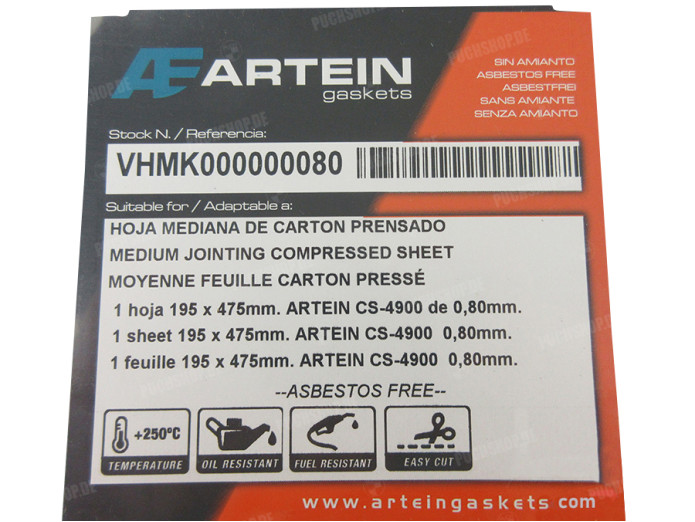 ARTEIN
gaskets
SIN AMIANTO
ASBESTOS FREE
ASBESTFREI
SANS AMIANTE
SENZA AMIANTO
Stock N. / Referencia:
VHMK000000080
Suitable for / Adaptable a:
HOJA MEDIANA DE CARTON PRENSADO
MEDIUM JOINTING COMPRESSED SHEET
MOYENNE FEUILLE CARTON PRESSÉ
1 hoja 195 x 475mm. ARTEIN CS-4900 de 0,80mm.
1 sheet 195 x 475mm. ARTEIN CS-4900 0,80mm.
1 feuille 195 x 475mm. ARTEIN CS-4900 0,80mm.
--ASBESTOS FREE--
+250ºC
TEMPERATURE
OIL RESISTANT
FUEL RESISTANT
EASY CUT
www.arteingaskets com
PUCHSHOP.DE